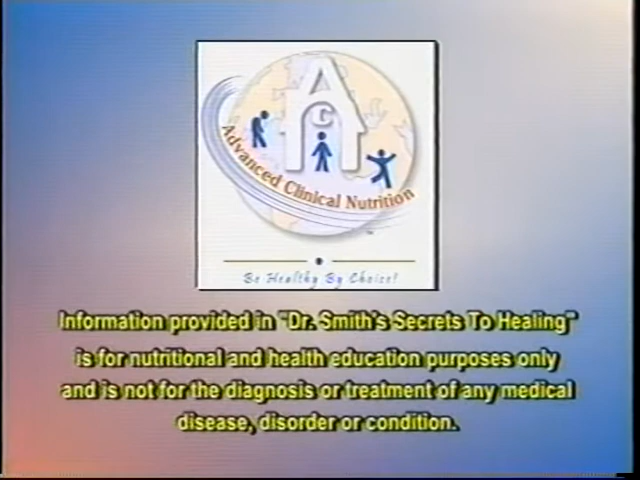 A
C
Advanced Clinical Nutrition
Be Healthy By Choice!
Information provided in "Dr. Smith's Secrets To Healing"
is for nutritional and health education purposes only
and is not for the diagnosis or treatment of any medical
disease, disorder or condition.